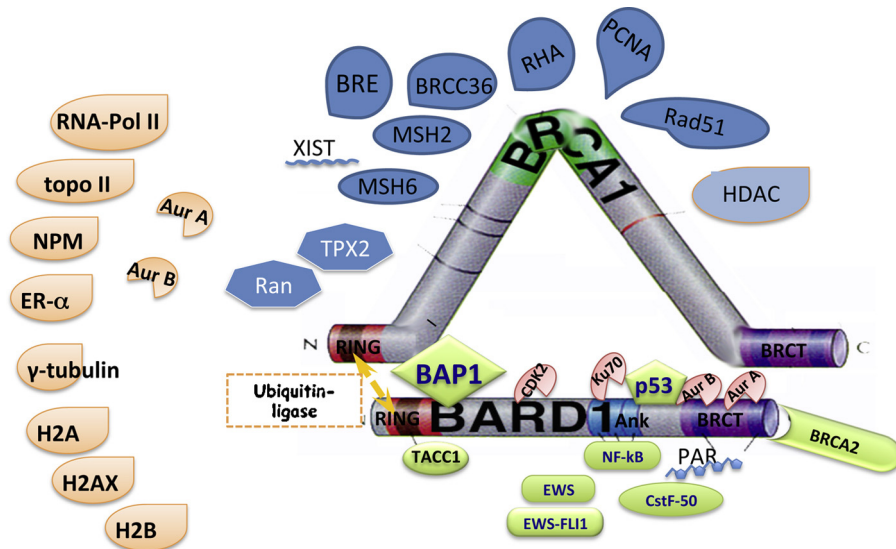 RNA-Pol II
topo II
NPM
ER-α
γ-tubulin
H2A
H2AX
H2B
Aur A
Aur B
XIST
BRE
BRCC36
RHA
PCNA
MSH2
MSH6
Rad51
HDAC
TPX2
Ran
BRCA1
N
RING
BRCT
C
Ubiquitin-
ligase
BAP1
CDK2
Ku70
p53
Aur B
Aur A
RING
BARD1
Ank
BRCT
BRCA2
TACC1
NF-kB
PAR
EWS
CstF-50
EWS-FLI1